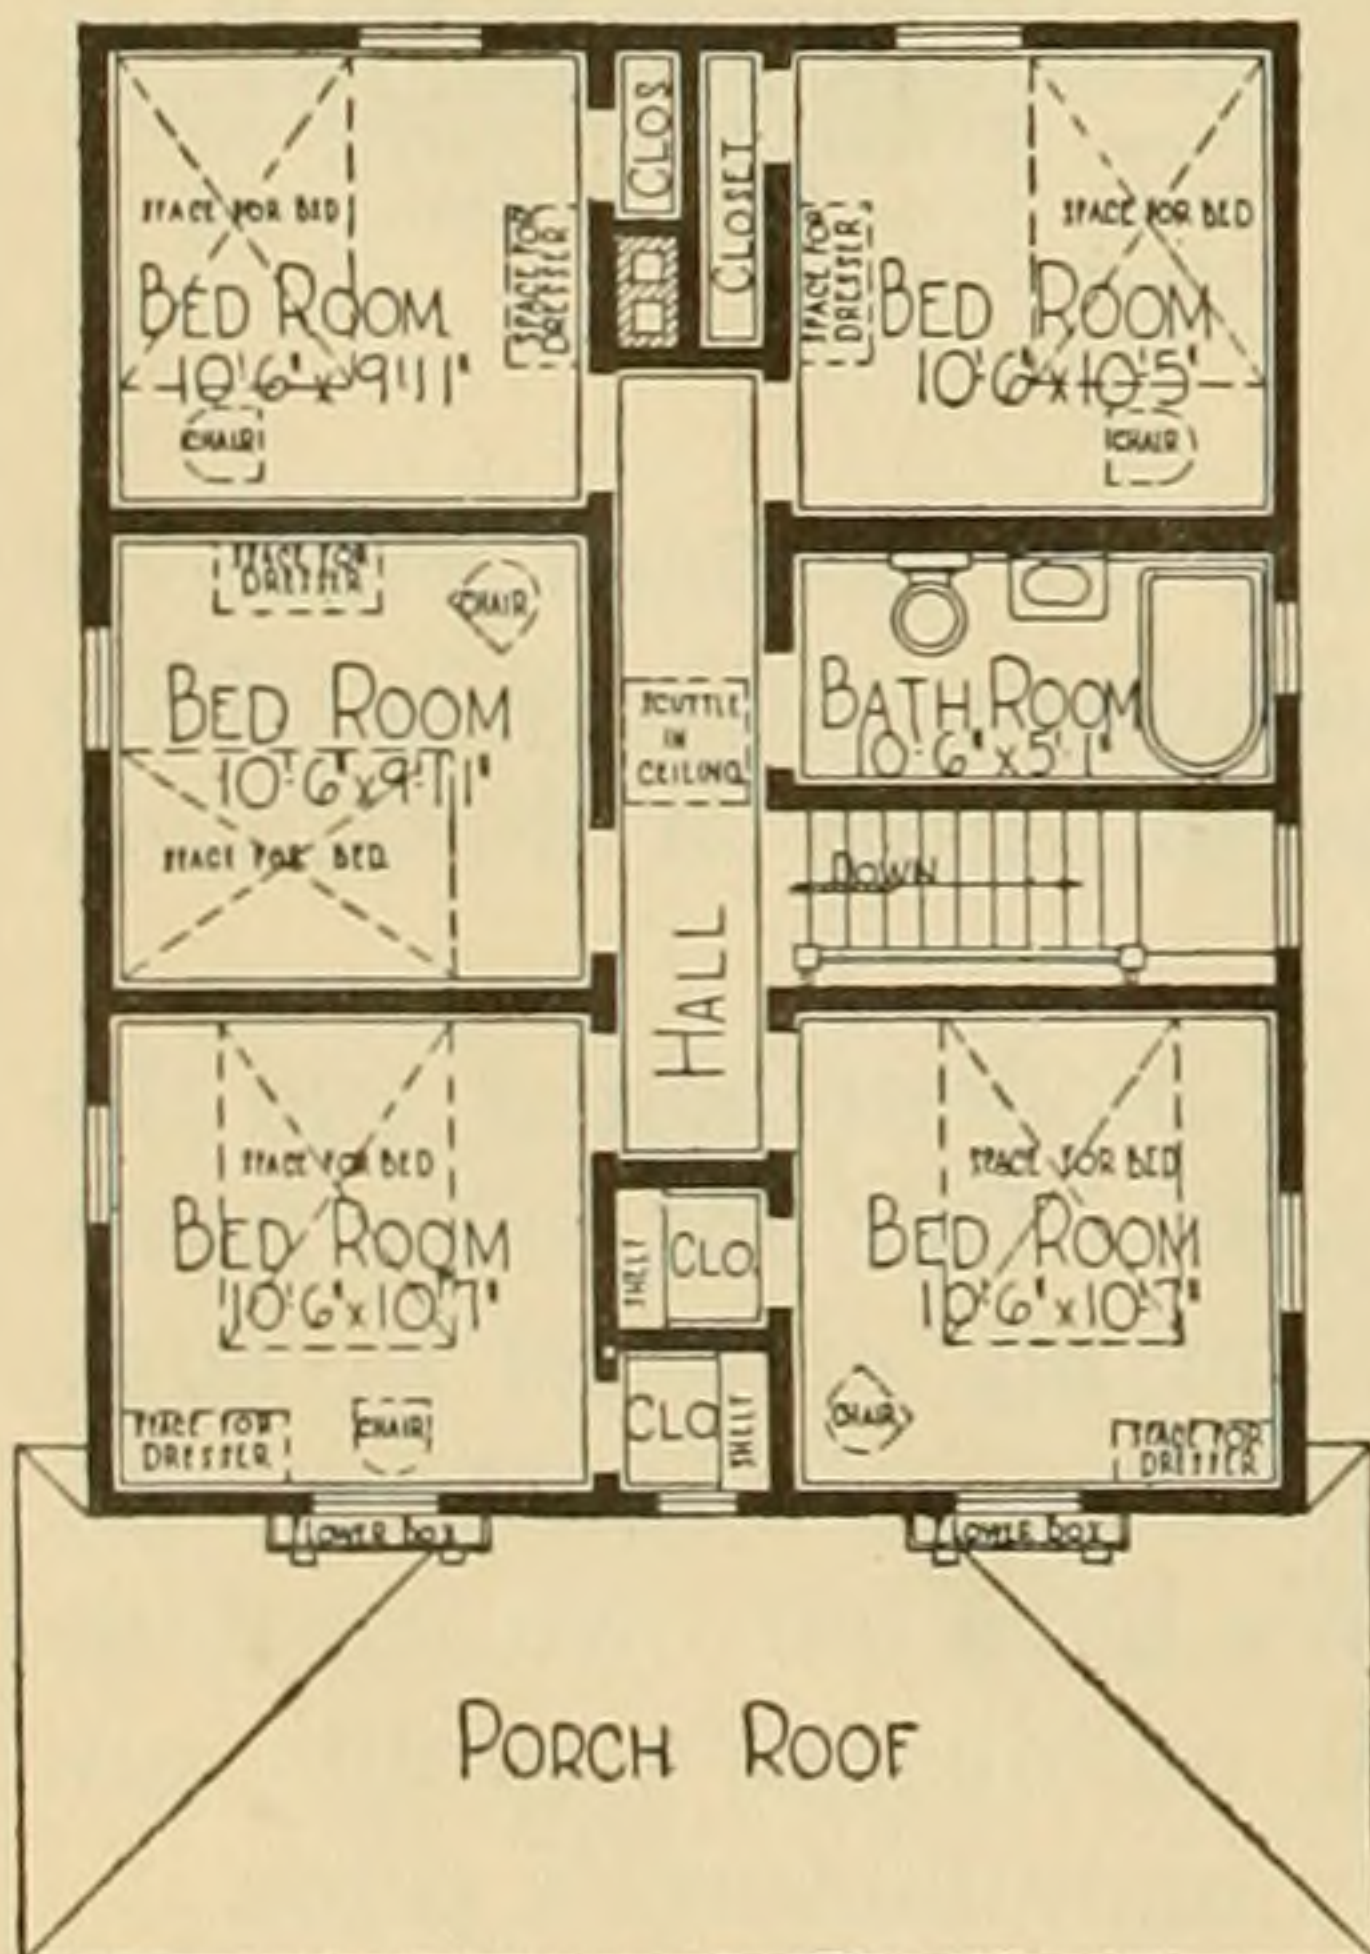 CLOS
CLOSET
SPACE FOR BED
SPACE FOR
DRESSER
BED ROOM
10'-6" x 9'-11"
CHAIR
SPACE FOR BED
SPACE FOR
DRESSER
BED ROOM
10'-6" x 10'-5"
CHAIR
SPACE FOR
DRESSER
CHAIR
BED ROOM
10'-6" x 9'-11"
SPACE FOR BED
SCUTTLE
IN
CEILING
BATH ROOM
10'-6" x 5'-1"
DOWN
HALL
SPACE FOR BED
BED ROOM
10'-6" x 10'-7"
SPACE FOR
DRESSER
CHAIR
SHELF
CLO
CLO
SHELF
SPACE FOR BED
BED ROOM
10'-6" x 10'-7"
CHAIR
SPACE FOR
DRESSER
FLOWER BOX
FLOWER BOX
PORCH ROOF